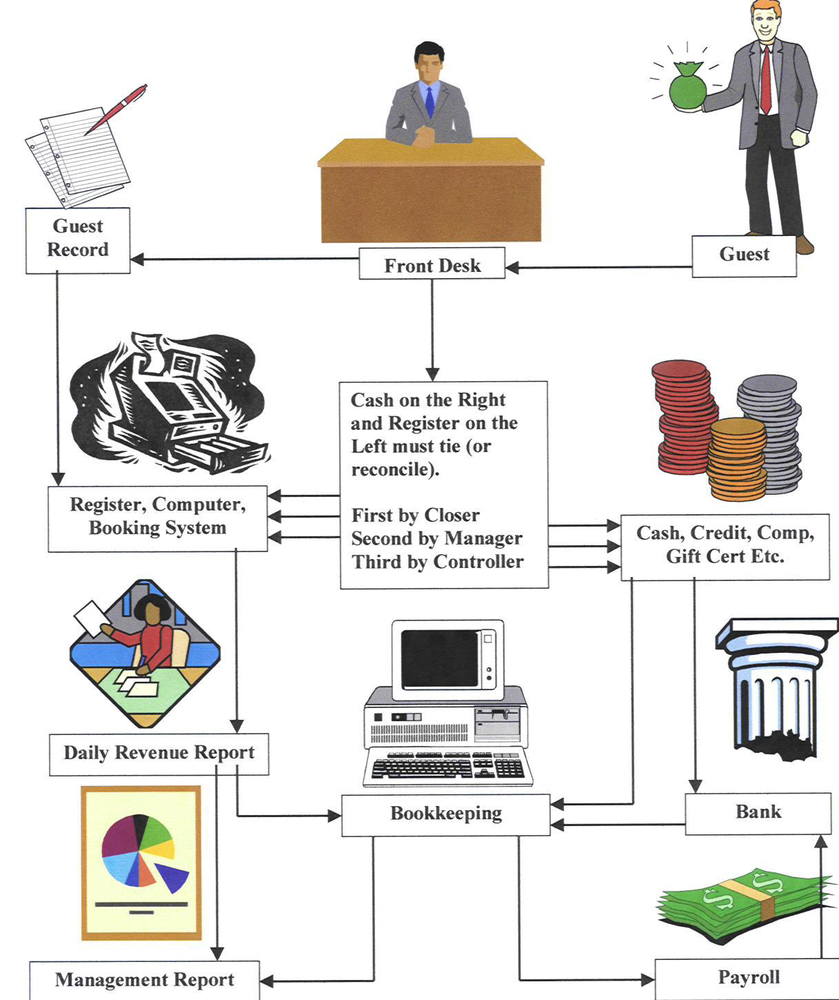 Guest
Record
Front Desk
Guest
Cash on the Right
and Register on the
Left must tie (or
reconcile).
First by Closer
Second by Manager
Third by Controller
Register, Computer,
Booking System
Cash, Credit, Comp,
Gift Cert Etc.
Daily Revenue Report
Bookkeeping
Bank
$ $
Management Report
Payroll